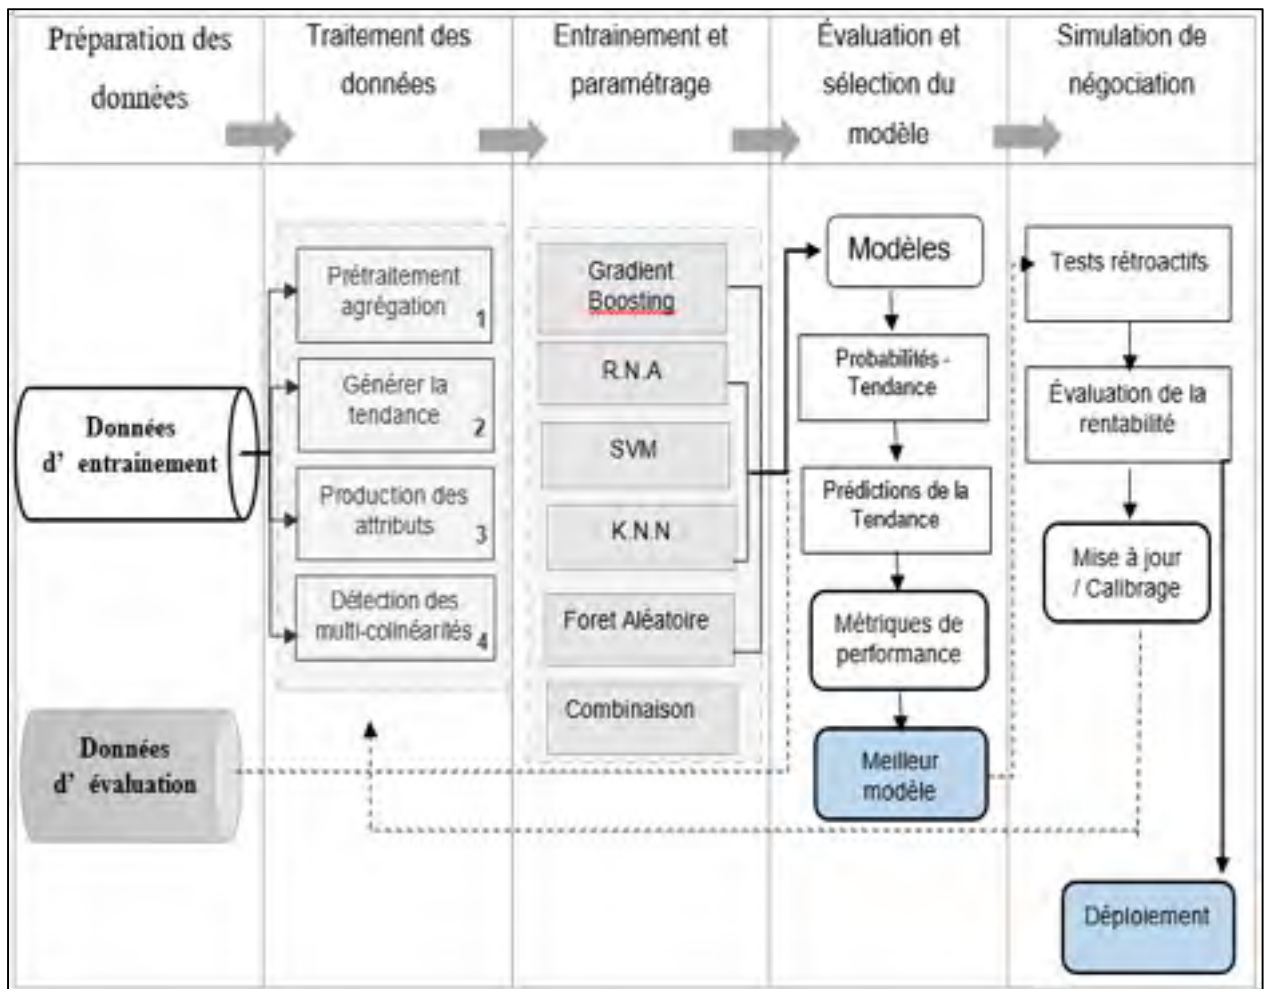 Préparation des
données
Traitement des
données
Entrainement et
paramétrage
Évaluation et
sélection du
modèle
Simulation de
négociation
Données
d' entrainement
Données
d' évaluation
Prétraitement
agrégation 1
Générer la
tendance 2
Production des
attributs 3
Détection des
multi-colinéarités 4
Gradient
Boosting
R.N.A
SVM
K.N.N
Foret Aléatoire
Combinaison
Modèles
Probabilités -
Tendance
Prédictions de la
Tendance
Métriques de
performance
Meilleur
modèle
Tests rétroactifs
Évaluation de la
rentabilité
Mise à jour
/ Calibrage
Déploiement